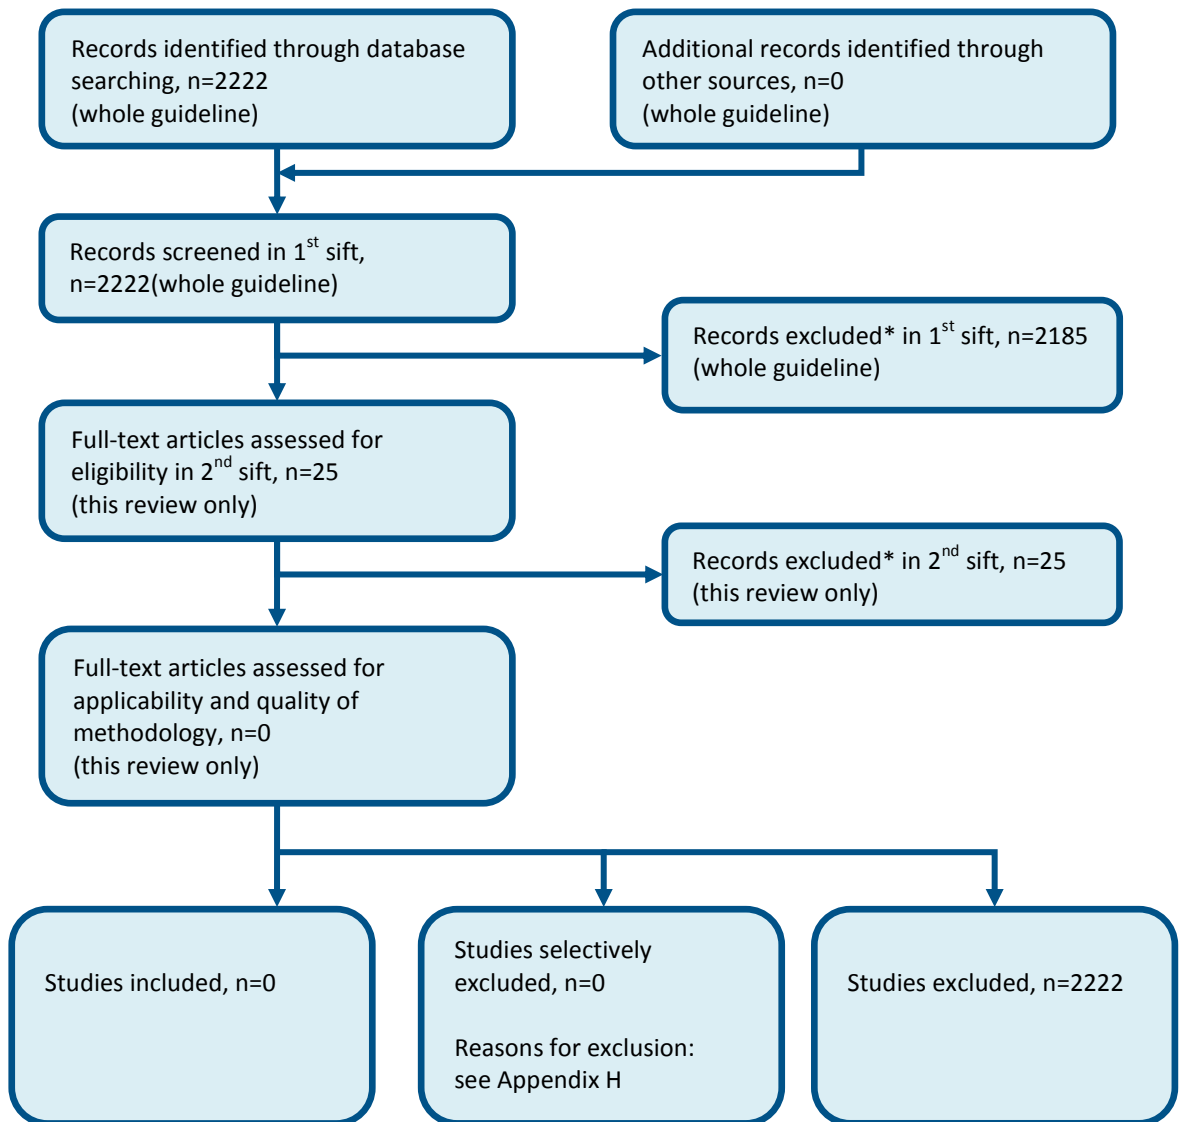 Records identified through database
searching, n=2222
(whole guideline)
Additional records identified through
other sources, n=0
(whole guideline)
Records screened in 1st sift,
n=2222(whole guideline)
Records excluded* in 1st sift, n=2185
(whole guideline)
Full-text articles assessed for
eligibility in 2nd sift, n=25
(this review only)
Records excluded* in 2nd sift, n=25
(this review only)
Full-text articles assessed for
applicability and quality of
methodology, n=0
(this review only)
Studies included, n=0
Studies selectively
excluded, n=0
Reasons for exclusion:
see Appendix H
Studies excluded, n=2222